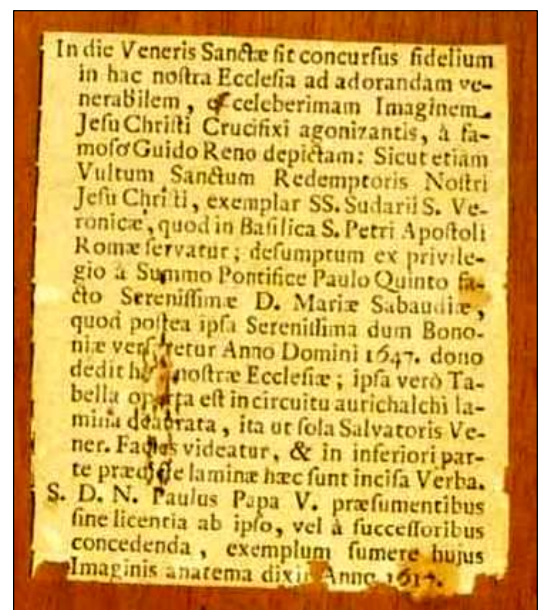 In die Veneris Sanctæ fit concursus fidelium
in hac nostra Ecclesia ad adorandam ve-
nerabilem, & celeberimam Imaginem
Jesu Christi Crucifixi agonizantis, à fa-
moso Guido Reno depictam: Sicut etiam
Vultum Sanctum Redemptoris Nostri
Jesu Christi, exemplar SS. Sudarii S. Ve-
ronicæ, quod in Basilica S. Petri Apostoli
Romæ servatur; desumptum ex privile-
gio à Summo Pontifice Paulo Quinto fa-
cto Serenissimæ D. Mariæ Sabaudiæ,
quod postea ipsa Serenissima dum Bono-
niæ versaretur Anno Domini 1647. dono
dedit nostræ Ecclesiæ; ipsa verò Ta-
bella operta est in circuitu aurichalchi la-
mina deaurata, ita ut sola Salvatoris Ve-
ner. Facies videatur, & in inferiori par-
te prædictæ laminæ hæc sunt incisa Verba.
S. D. N. Paulus Papa V. præsumentibus
sine licentia ab ipso, vel à successoribus
concedenda, exemplum sumere hujus
Imaginis anatema dixit Anno 1617.